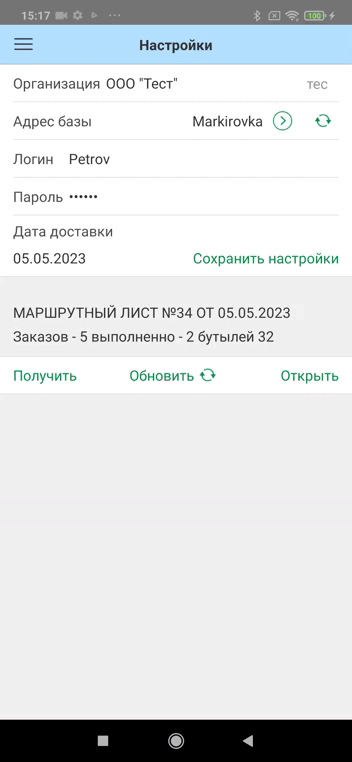 15:17 100
Настройки
Организация ООО "Тест" тес
Адрес базы Markirovka
Логин Petrov
Пароль ••••••
Дата доставки
05.05.2023 Сохранить настройки
МАРШРУТНЫЙ ЛИСТ №34 ОТ 05.05.2023
Заказов - 5 выполненно - 2 бутылей 32
Получить Обновить Открыть